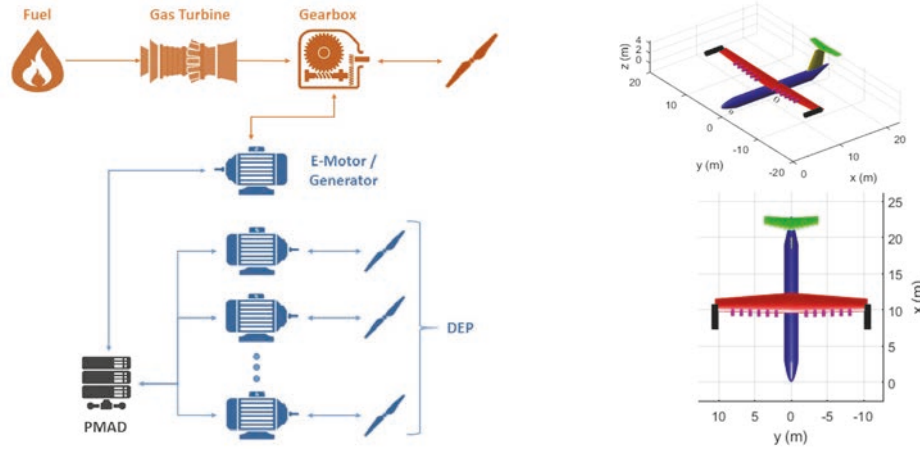 Fuel
Gas Turbine
Gearbox
E-Motor /
Generator
DEP
PMAD
z (m)
4
2
0
20
10
0
-10
-20
y (m)
0
10
20
x (m)
25
20
15
10
5
0
x (m)
10
5
0
-5
-10
y (m)